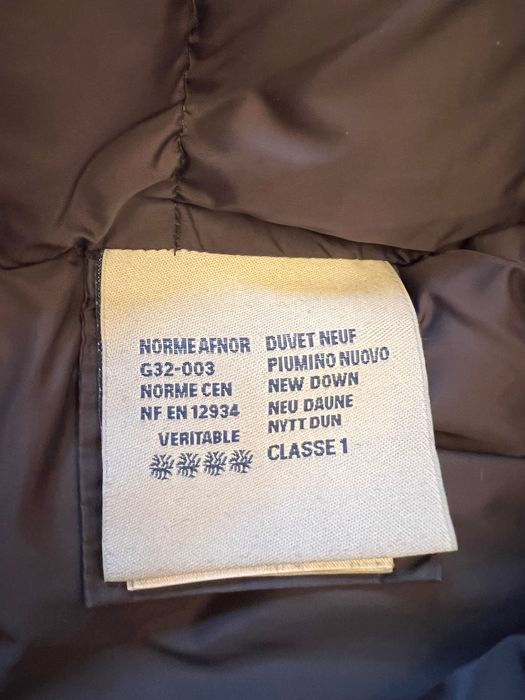 NORME AFNOR
G32-003
NORME CEN
NF EN 12934
VERITABLE
DUVET NEUF
PIUMINO NUOVO
NEW DOWN
NEU DAUNE
NYTT DUN
CLASSE 1